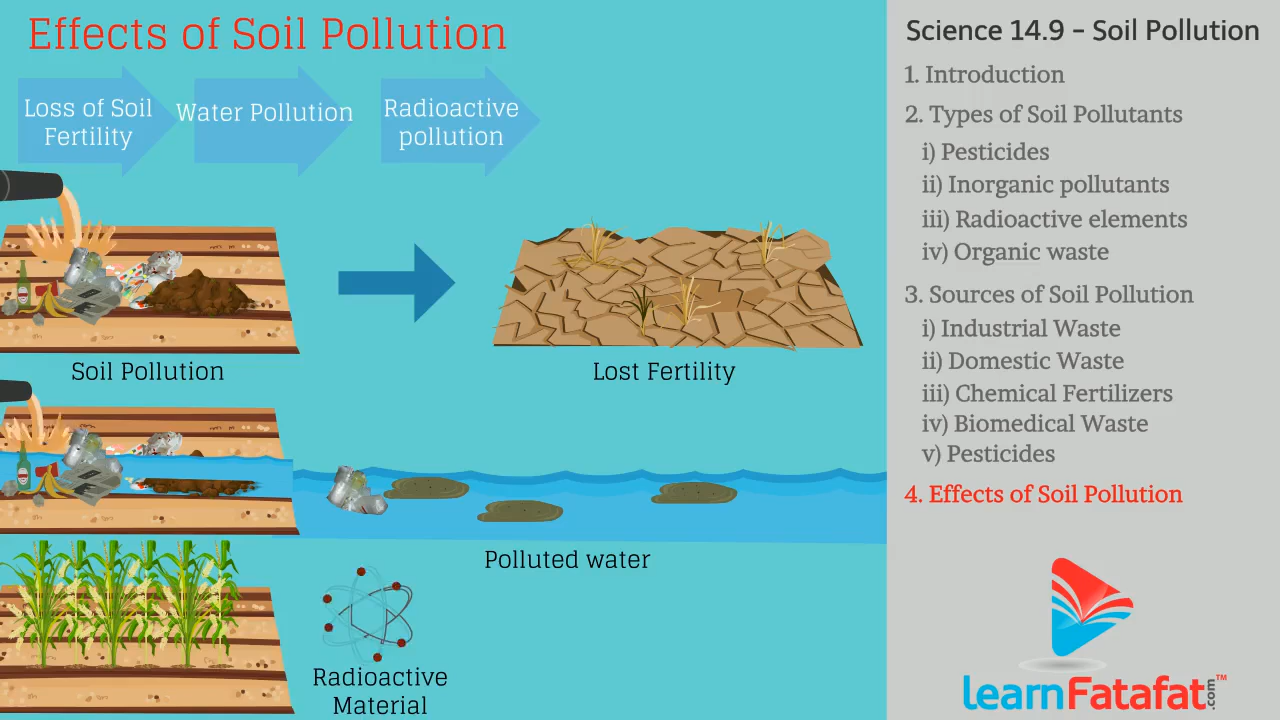 Effects of Soil Pollution
Loss of Soil
Fertility
Water Pollution
Radioactive
pollution
Soil Pollution
Lost Fertility
Polluted water
Radioactive
Material
Science 14.9 – Soil Pollution
1. Introduction
2. Types of Soil Pollutants
i) Pesticides
ii) Inorganic pollutants
iii) Radioactive elements
iv) Organic waste
3. Sources of Soil Pollution
i) Industrial Waste
ii) Domestic Waste
iii) Chemical Fertilizers
iv) Biomedical Waste
v) Pesticides
4. Effects of Soil Pollution
learnFatafat.com™